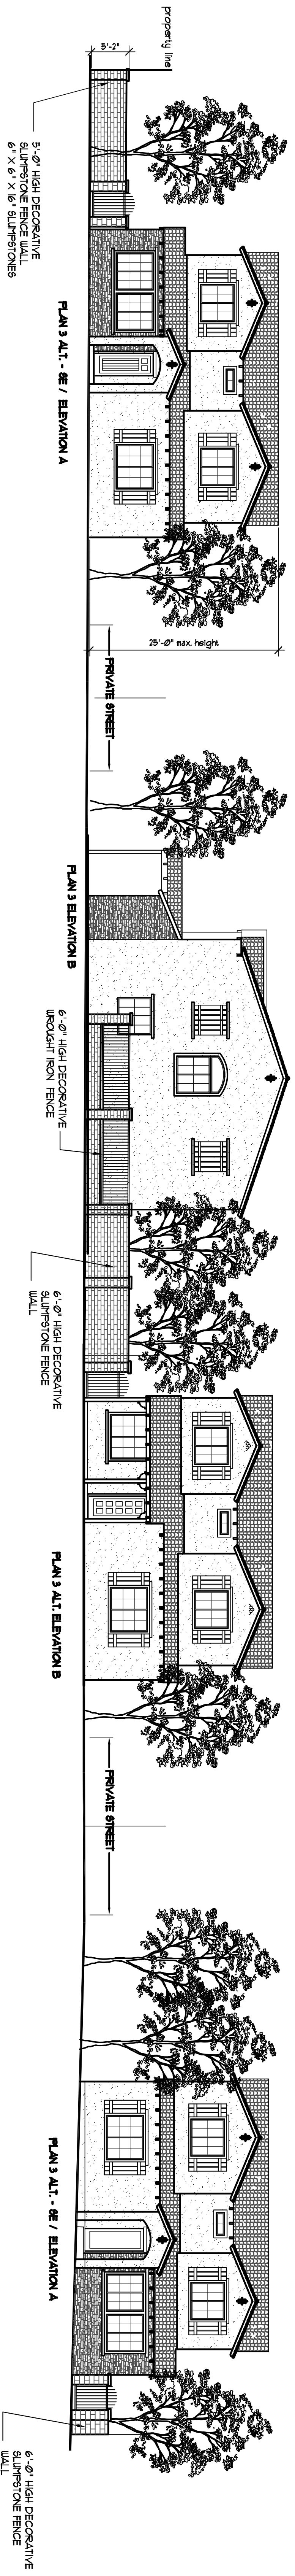 property line
5'-2"
5'-0" HIGH DECORATIVE
SLUMPSTONE FENCE WALL
6" X 6" X 16" SLUMPSTONES
PLAN 3 ALT. - SE / ELEVATION A
25'-0" max. height
PRIVATE STREET
PLAN 3 ELEVATION B
6'-0" HIGH DECORATIVE
WROUGHT IRON FENCE
6'-0" HIGH DECORATIVE
SLUMPSTONE FENCE
WALL
PLAN 3 ALT. ELEVATION B
PRIVATE STREET
PLAN 3 ALT. - SE / ELEVATION A
6'-0" HIGH DECORATIVE
SLUMPSTONE FENCE
WALL